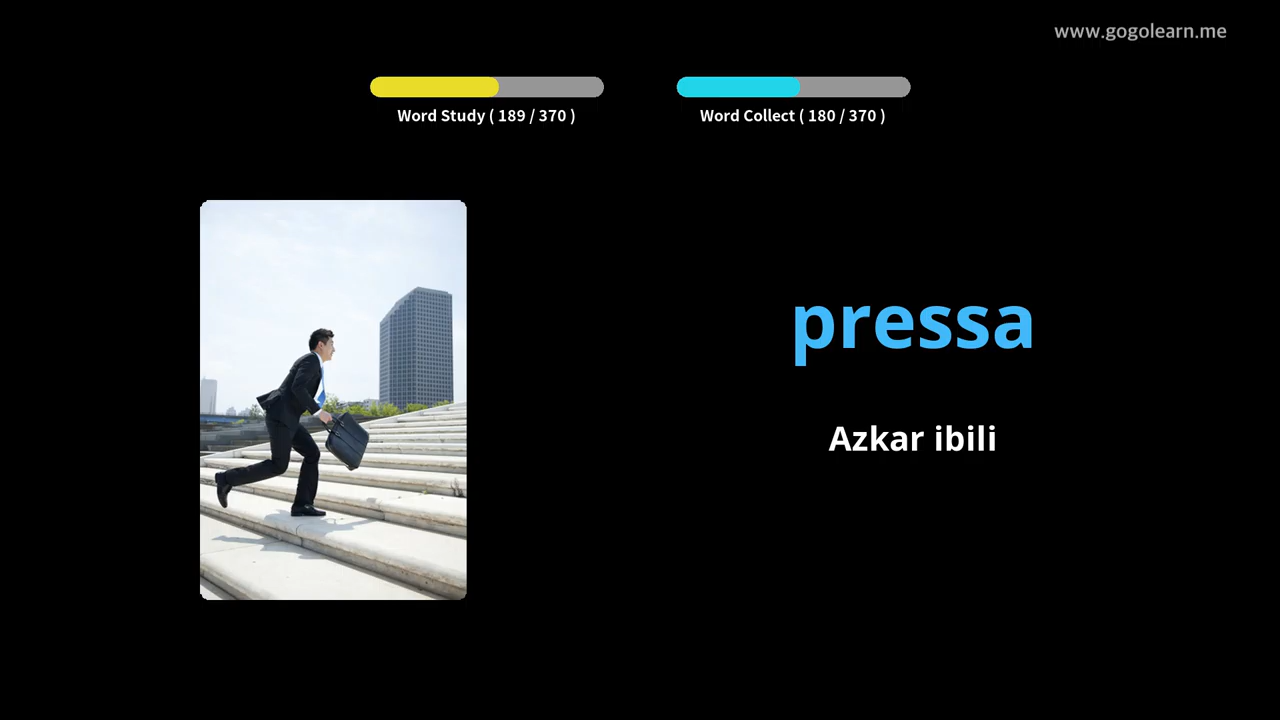 www.gogolearn.me
Word Study ( 189 / 370 )
Word Collect ( 180 / 370 )
pressa
Azkar ibili